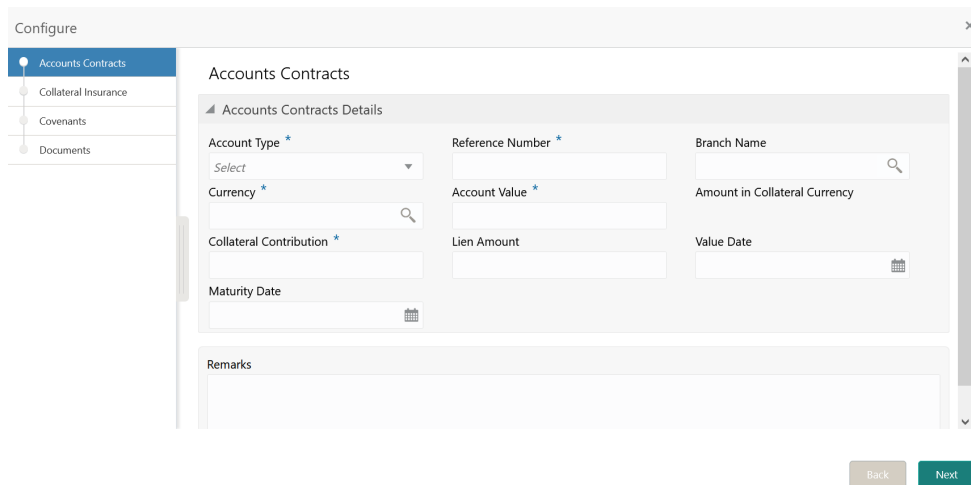 Configure
Accounts Contracts
Collateral Insurance
Covenants
Documents
Accounts Contracts
Accounts Contracts Details
Account Type *
Reference Number *
Branch Name
Select
Currency *
Account Value *
Amount in Collateral Currency
Collateral Contribution *
Lien Amount
Value Date
Maturity Date
Remarks
Back
Next